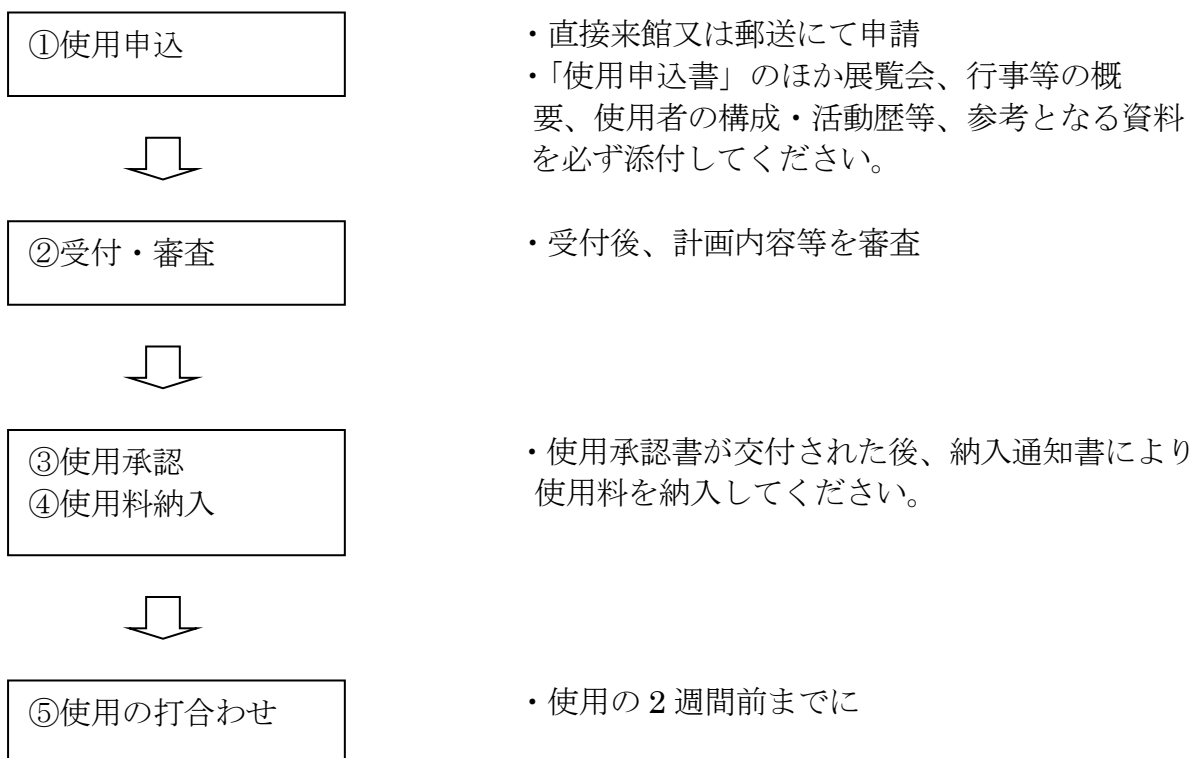 ①使用申込
・直接来館又は郵送にて申請
・「使用申込書」のほか展覧会、行事等の概
要、使用者の構成・活動歴等、参考となる資料
を必ず添付してください。
②受付・審査
・受付後、計画内容等を審査
③使用承認
④使用料納入
・使用承認書が交付された後、納入通知書により
使用料を納入してください。
⑤使用の打合わせ
・使用の 2 週間前までに